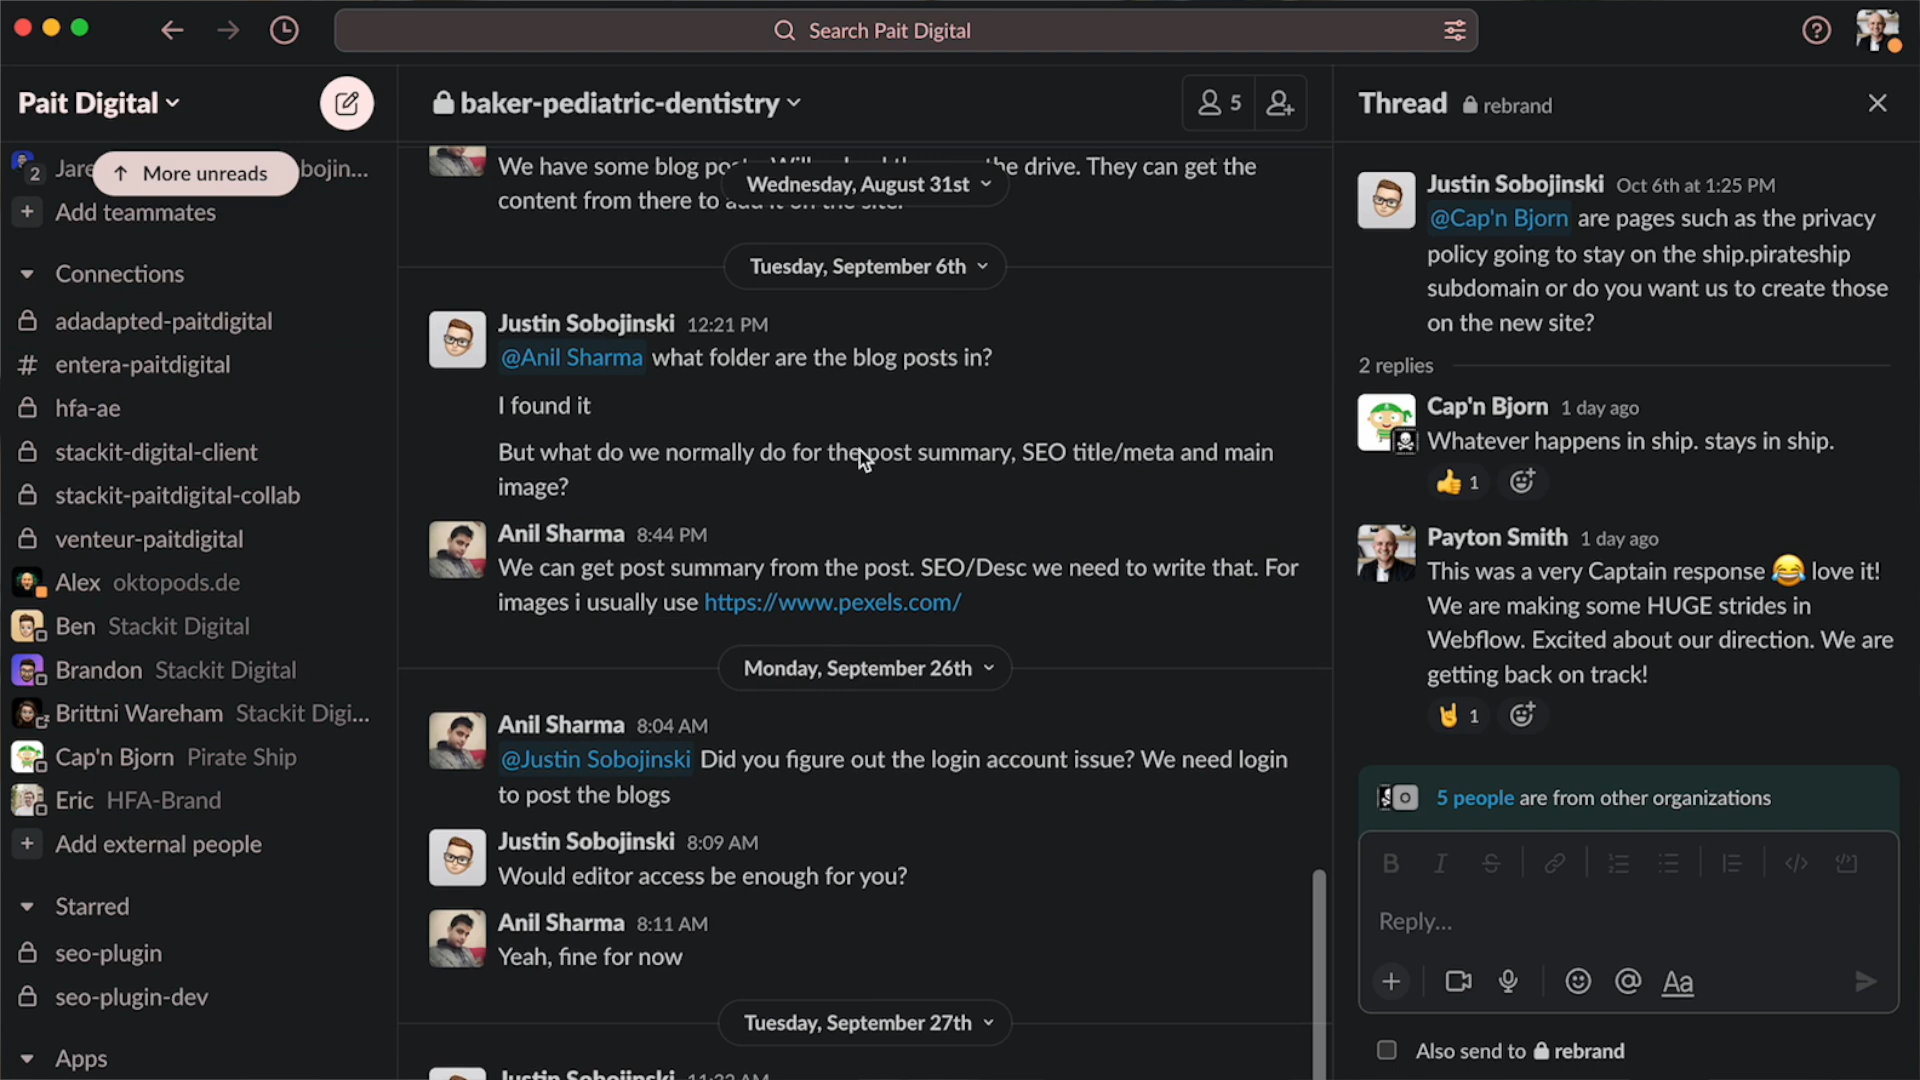 Search Pait Digital
Pait Digital
baker-pediatric-dentistry
5
Thread rebrand
2
More unreads
Add teammates
Connections
adadapted-paitdigital
entera-paitdigital
hfa-ae
stackit-digital-client
stackit-paitdigital-collab
venteur-paitdigital
Alex oktopods.de
Ben Stackit Digital
Brandon Stackit Digital
Brittni Wareham Stackit Digi...
Cap'n Bjorn Pirate Ship
Eric HFA-Brand
Add external people
Starred
seo-plugin
seo-plugin-dev
Apps
We have some blog he drive. They can get the
Wednesday, August 31st
content from there to add it on the site.
Tuesday, September 6th
Justin Sobojinski 12:21 PM
@Anil Sharma what folder are the blog posts in?
I found it
But what do we normally do for the post summary, SEO title/meta and main
image?
Anil Sharma 8:44 PM
We can get post summary from the post. SEO/Desc we need to write that. For
images i usually use https://www.pexels.com/
Monday, September 26th
Anil Sharma 8:04 AM
@Justin Sobojinski Did you figure out the login account issue? We need login
to post the blogs
Justin Sobojinski 8:09 AM
Would editor access be enough for you?
Anil Sharma 8:11 AM
Yeah, fine for now
Tuesday, September 27th
Justin Sobojinski
Justin Sobojinski Oct 6th at 1:25 PM
@Cap'n Bjorn are pages such as the privacy
policy going to stay on the ship.pirateship
subdomain or do you want us to create those
on the new site?
2 replies
Cap'n Bjorn 1 day ago
Whatever happens in ship. stays in ship.
1
Payton Smith 1 day ago
This was a very Captain response 😂 love it!
We are making some HUGE strides in
Webflow. Excited about our direction. We are
getting back on track!
1
5 people are from other organizations
Reply...
Aa
Also send to rebrand